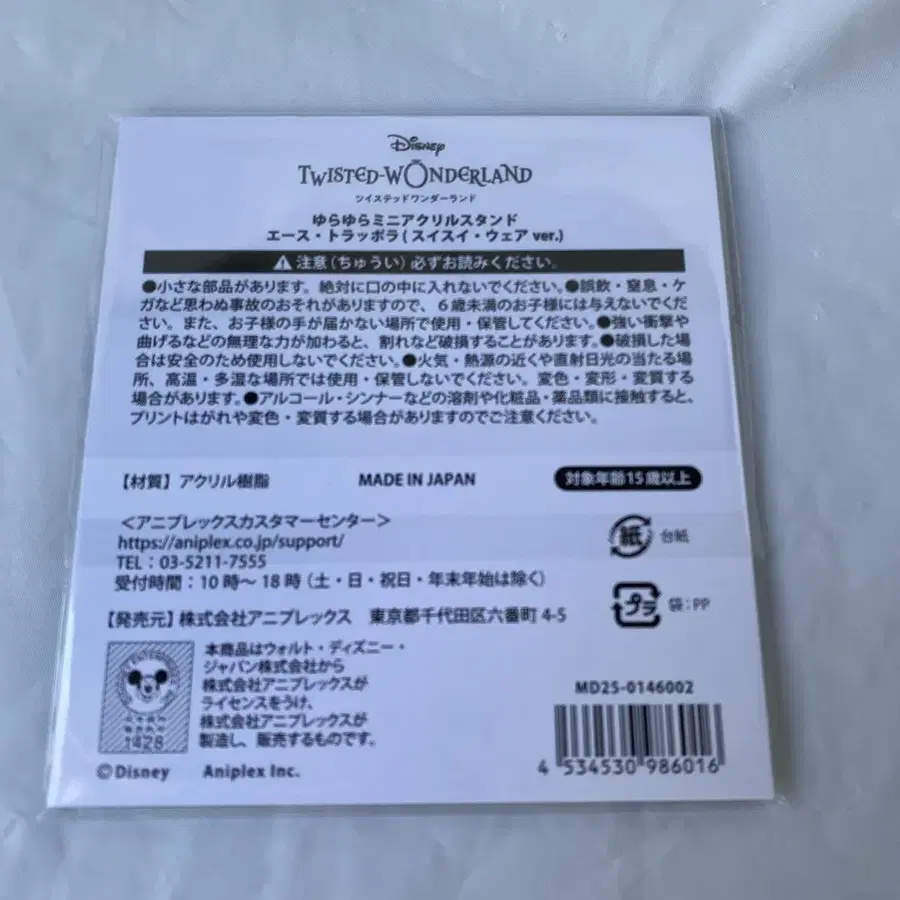 Disney
TWISTED-WONDERLAND
ツイステッドワンダーランド
ゆらゆらミニアクリルスタンド
エース・トラッポラ(スイスイ・ウェア ver.)
注意(ちゅうい)必ずお読みください。
●小さな部品があります。絶対に口の中に入れないでください。●誤飲・窒息・ケ
ガなど思わぬ事故のおそれがありますので、6歳未満のお子様には与えないでくだ
さい。また、お子様の手が届かない場所で使用・保管してください。●強い衝撃や
曲げるなどの無理な力が加わると、割れなど破損することがあります。●破損した場
合は安全のため使用しないでください。●火気・熱源の近くや直射日光の当たる場
所、高温・多湿な場所では使用・保管しないでください。変色・変形・変質する
場合があります。●アルコール・シンナーなどの溶剤や化粧品・薬品類に接触すると、
プリントはがれや変色・変質する場合がありますのでご注意ください。
【材質】アクリル樹脂 MADE IN JAPAN 対象年齢15歳以上
<アニプレックスカスタマーセンター>
https://aniplex.co.jp/support/
TEL:03-5211-7555
受付時間:10時〜18時(土・日・祝日・年末年始は除く)
紙 台紙
プラ 袋:PP
【発売元】株式会社アニプレックス 東京都千代田区六番町4-5
本商品はウォルト・ディズニー・
ジャパン株式会社から
株式会社アニプレックスが
ライセンスをうけ、
株式会社アニプレックスが
製造し、販売するものです。
1428
©Disney Aniplex Inc.
MD25-0146002
4 534530 986016